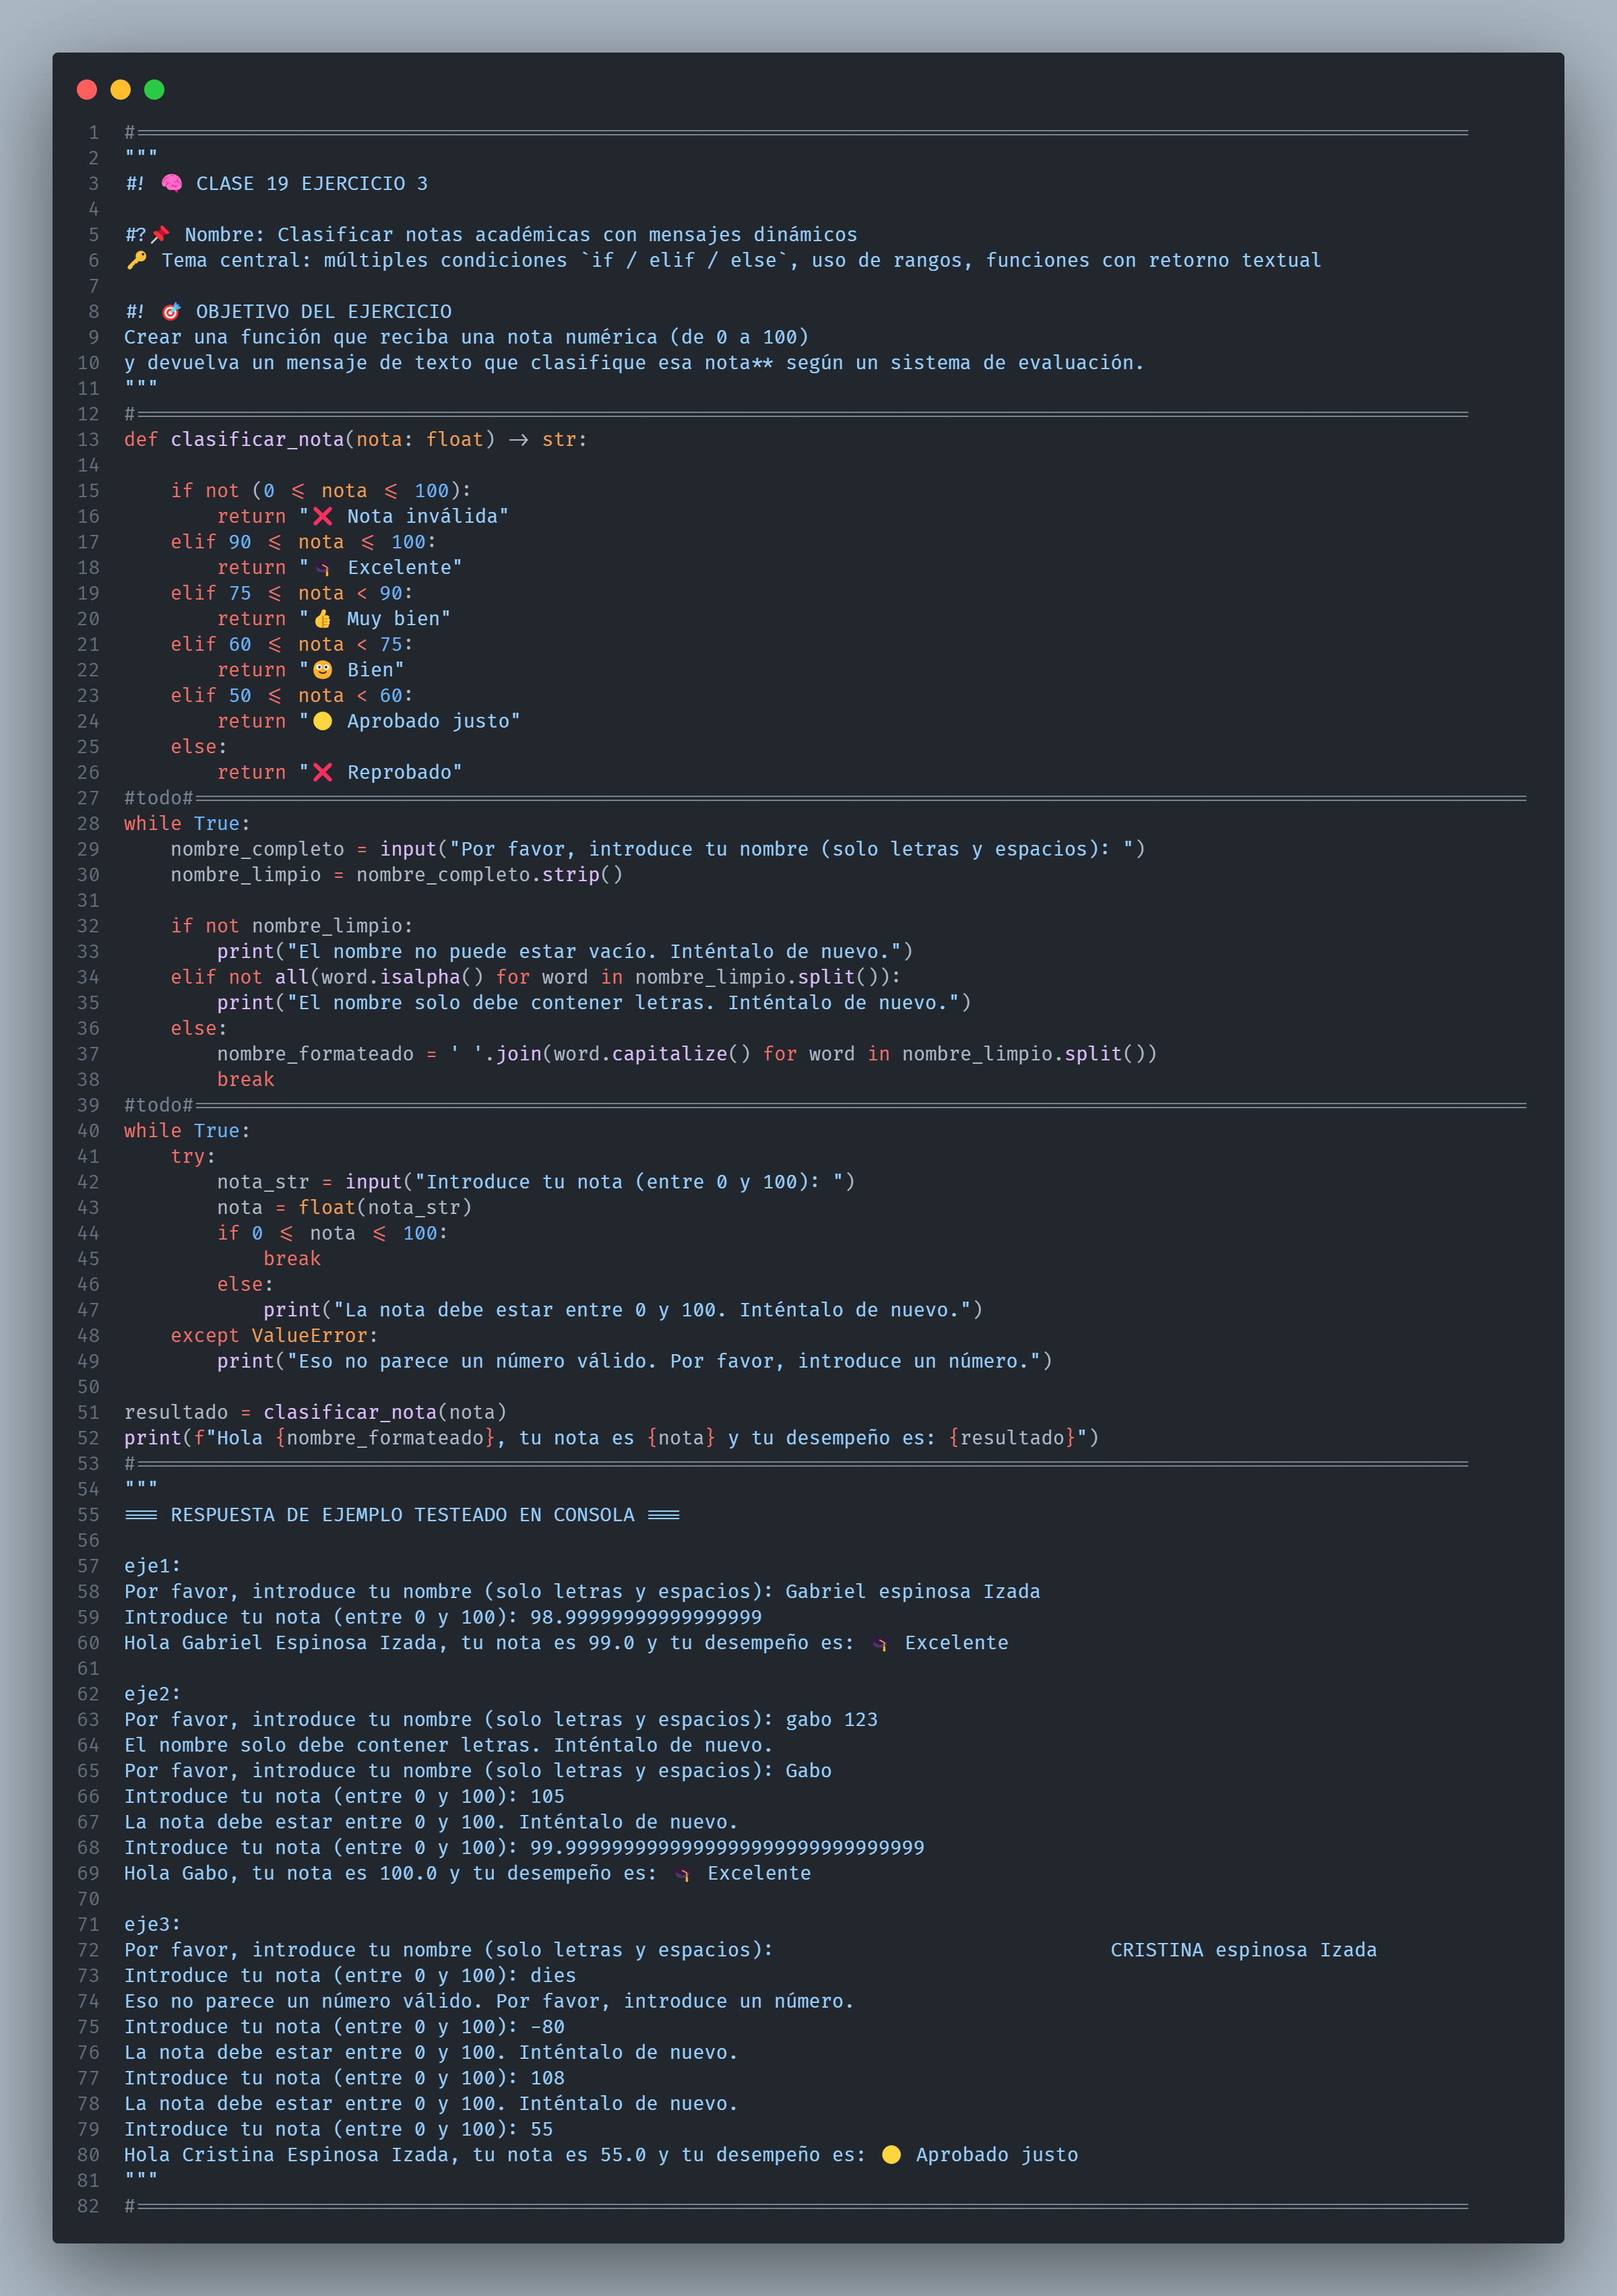 1 #==================================================================================================================
2 """
3 #! 🧠 CLASE 19 EJERCICIO 3
4
5 #?📌 Nombre: Clasificar notas académicas con mensajes dinámicos
6 🔑 Tema central: múltiples condiciones `if / elif / else`, uso de rangos, funciones con retorno textual
7
8 #! 🎯 OBJETIVO DEL EJERCICIO
9 Crear una función que reciba una nota numérica (de 0 a 100)
10 y devuelva un mensaje de texto que clasifique esa nota** según un sistema de evaluación.
11 """
12 #==================================================================================================================
13 def clasificar_nota(nota: float) -> str:
14
15     if not (0 <= nota <= 100):
16         return "❌ Nota inválida"
17     elif 90 <= nota <= 100:
18         return "🎓 Excelente"
19     elif 75 <= nota < 90:
20         return "👍 Muy bien"
21     elif 60 <= nota < 75:
22         return "🙂 Bien"
23     elif 50 <= nota < 60:
24         return "🟡 Aprobado justo"
25     else:
26         return "❌ Reprobado"
27 #todo#==================================================================================================================
28 while True:
29     nombre_completo = input("Por favor, introduce tu nombre (solo letras y espacios): ")
30     nombre_limpio = nombre_completo.strip()
31
32     if not nombre_limpio:
33         print("El nombre no puede estar vacío. Inténtalo de nuevo.")
34     elif not all(word.isalpha() for word in nombre_limpio.split()):
35         print("El nombre solo debe contener letras. Inténtalo de nuevo.")
36     else:
37         nombre_formateado = ' '.join(word.capitalize() for word in nombre_limpio.split())
38         break
39 #todo#==================================================================================================================
40 while True:
41     try:
42         nota_str = input("Introduce tu nota (entre 0 y 100): ")
43         nota = float(nota_str)
44         if 0 <= nota <= 100:
45             break
46         else:
47             print("La nota debe estar entre 0 y 100. Inténtalo de nuevo.")
48     except ValueError:
49         print("Eso no parece un número válido. Por favor, introduce un número.")
50
51 resultado = clasificar_nota(nota)
52 print(f"Hola {nombre_formateado}, tu nota es {nota} y tu desempeño es: {resultado}")
53 #==================================================================================================================
54 """
55 === RESPUESTA DE EJEMPLO TESTEADO EN CONSOLA ===
56
57 eje1:
58 Por favor, introduce tu nombre (solo letras y espacios): Gabriel espinosa Izada
59 Introduce tu nota (entre 0 y 100): 98.99999999999999999
60 Hola Gabriel Espinosa Izada, tu nota es 99.0 y tu desempeño es: 🎓 Excelente
61
62 eje2:
63 Por favor, introduce tu nombre (solo letras y espacios): gabo 123
64 El nombre solo debe contener letras. Inténtalo de nuevo.
65 Por favor, introduce tu nombre (solo letras y espacios): Gabo
66 Introduce tu nota (entre 0 y 100): 105
67 La nota debe estar entre 0 y 100. Inténtalo de nuevo.
68 Introduce tu nota (entre 0 y 100): 99.9999999999999999999999999999999
69 Hola Gabo, tu nota es 100.0 y tu desempeño es: 🎓 Excelente
70
71 eje3:
72 Por favor, introduce tu nombre (solo letras y espacios):                             CRISTINA espinosa Izada
73 Introduce tu nota (entre 0 y 100): dies
74 Eso no parece un número válido. Por favor, introduce un número.
75 Introduce tu nota (entre 0 y 100): -80
76 La nota debe estar entre 0 y 100. Inténtalo de nuevo.
77 Introduce tu nota (entre 0 y 100): 108
78 La nota debe estar entre 0 y 100. Inténtalo de nuevo.
79 Introduce tu nota (entre 0 y 100): 55
80 Hola Cristina Espinosa Izada, tu nota es 55.0 y tu desempeño es: 🟡 Aprobado justo
81 """
82 #==================================================================================================================